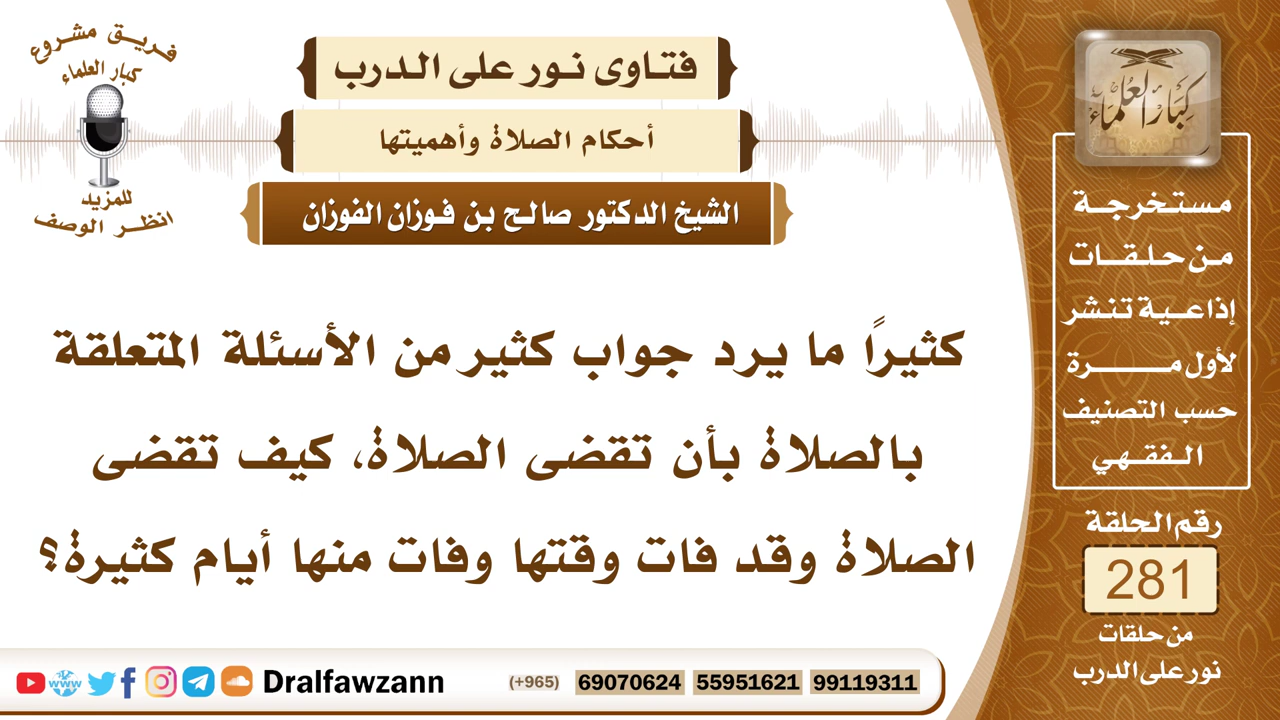 فريق مشروع
كبار العلماء
للمزيد
انظر الوصف
فتاوى نور على الدرب
أحكام الصلاة وأهميتها
الشيخ الدكتور صالح بن فوزان الفوزان
كثيرًا ما يرد جواب كثير من الأسئلة المتعلقة
بالصلاة بأن تقضى الصلاة، كيف تقضى
الصلاة وقد فات وقتها وفات منها أيام كثيرة؟
كبار العلماء
مستخرجة
من حلقات
إذاعية تنشر
لأول مرة
حسب التصنيف
الفقهي
رقم الحلقة
281
من حلقات
نور على الدرب
www
Dralfawzann
(+965) 69070624 55951621 99119311